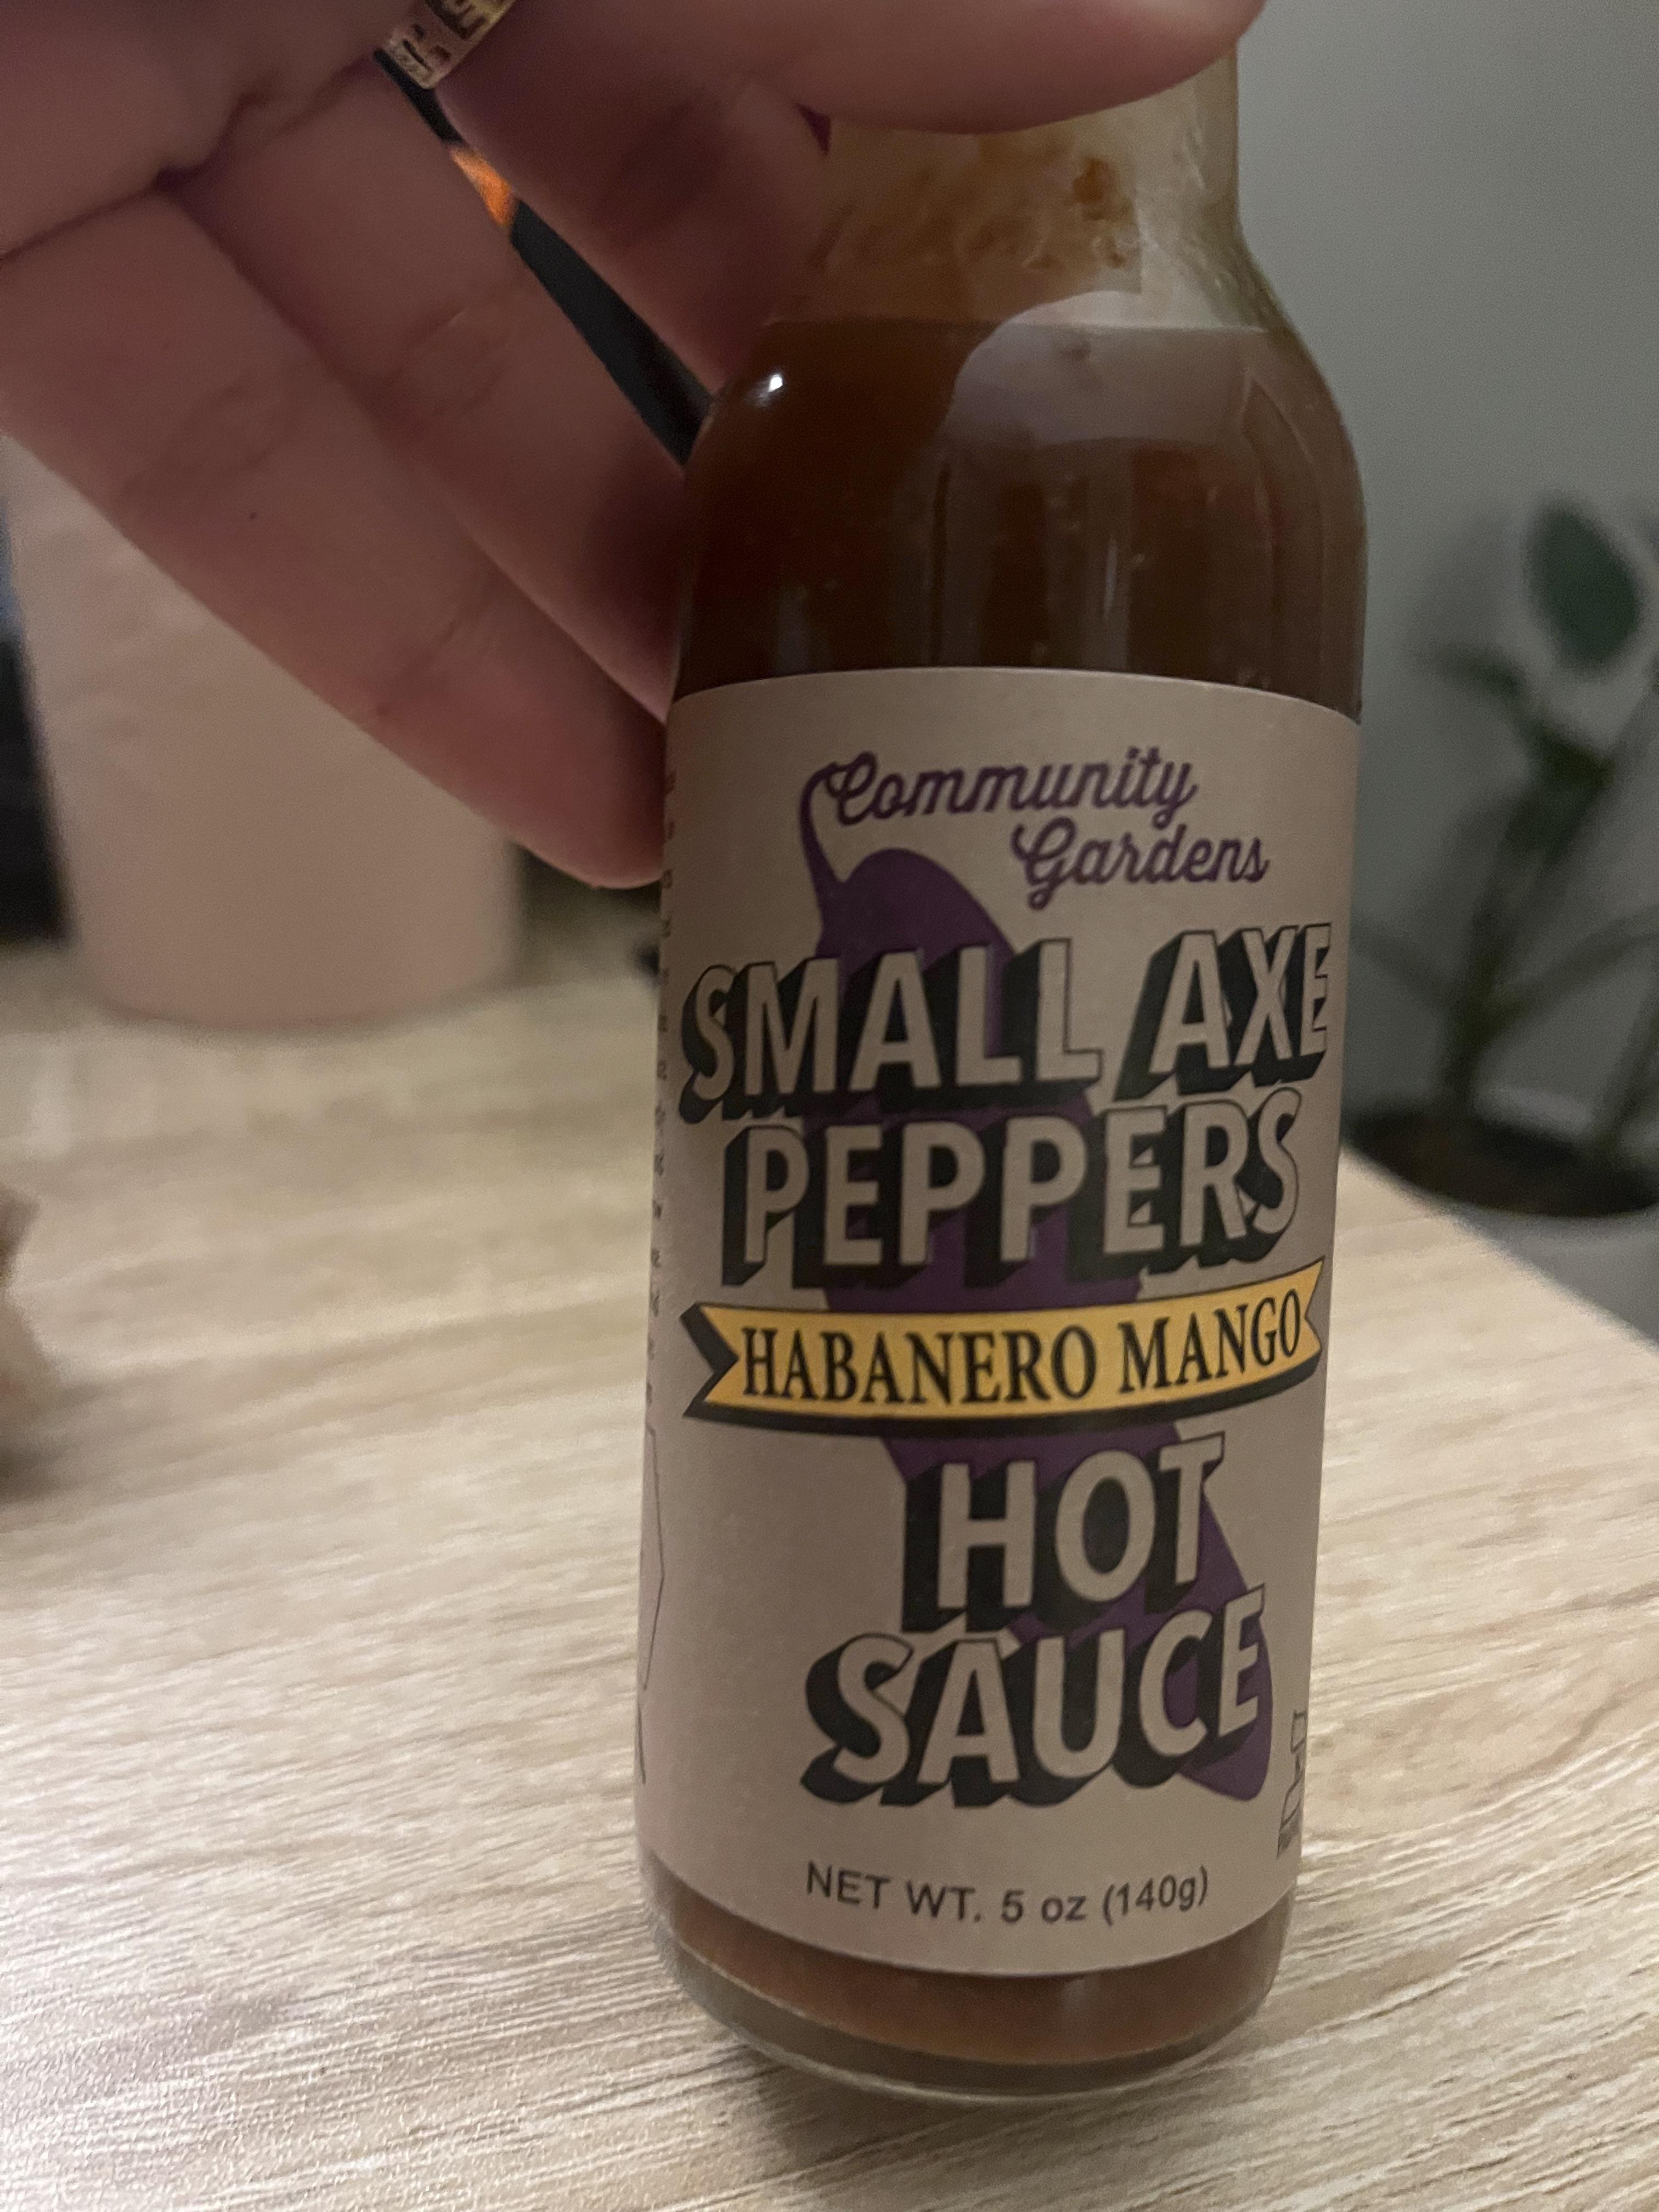 Community
Gardens
SMALL AXE
PEPPERS
HABANERO MANGO
HOT
SAUCE
NET WT. 5 oz (140g)